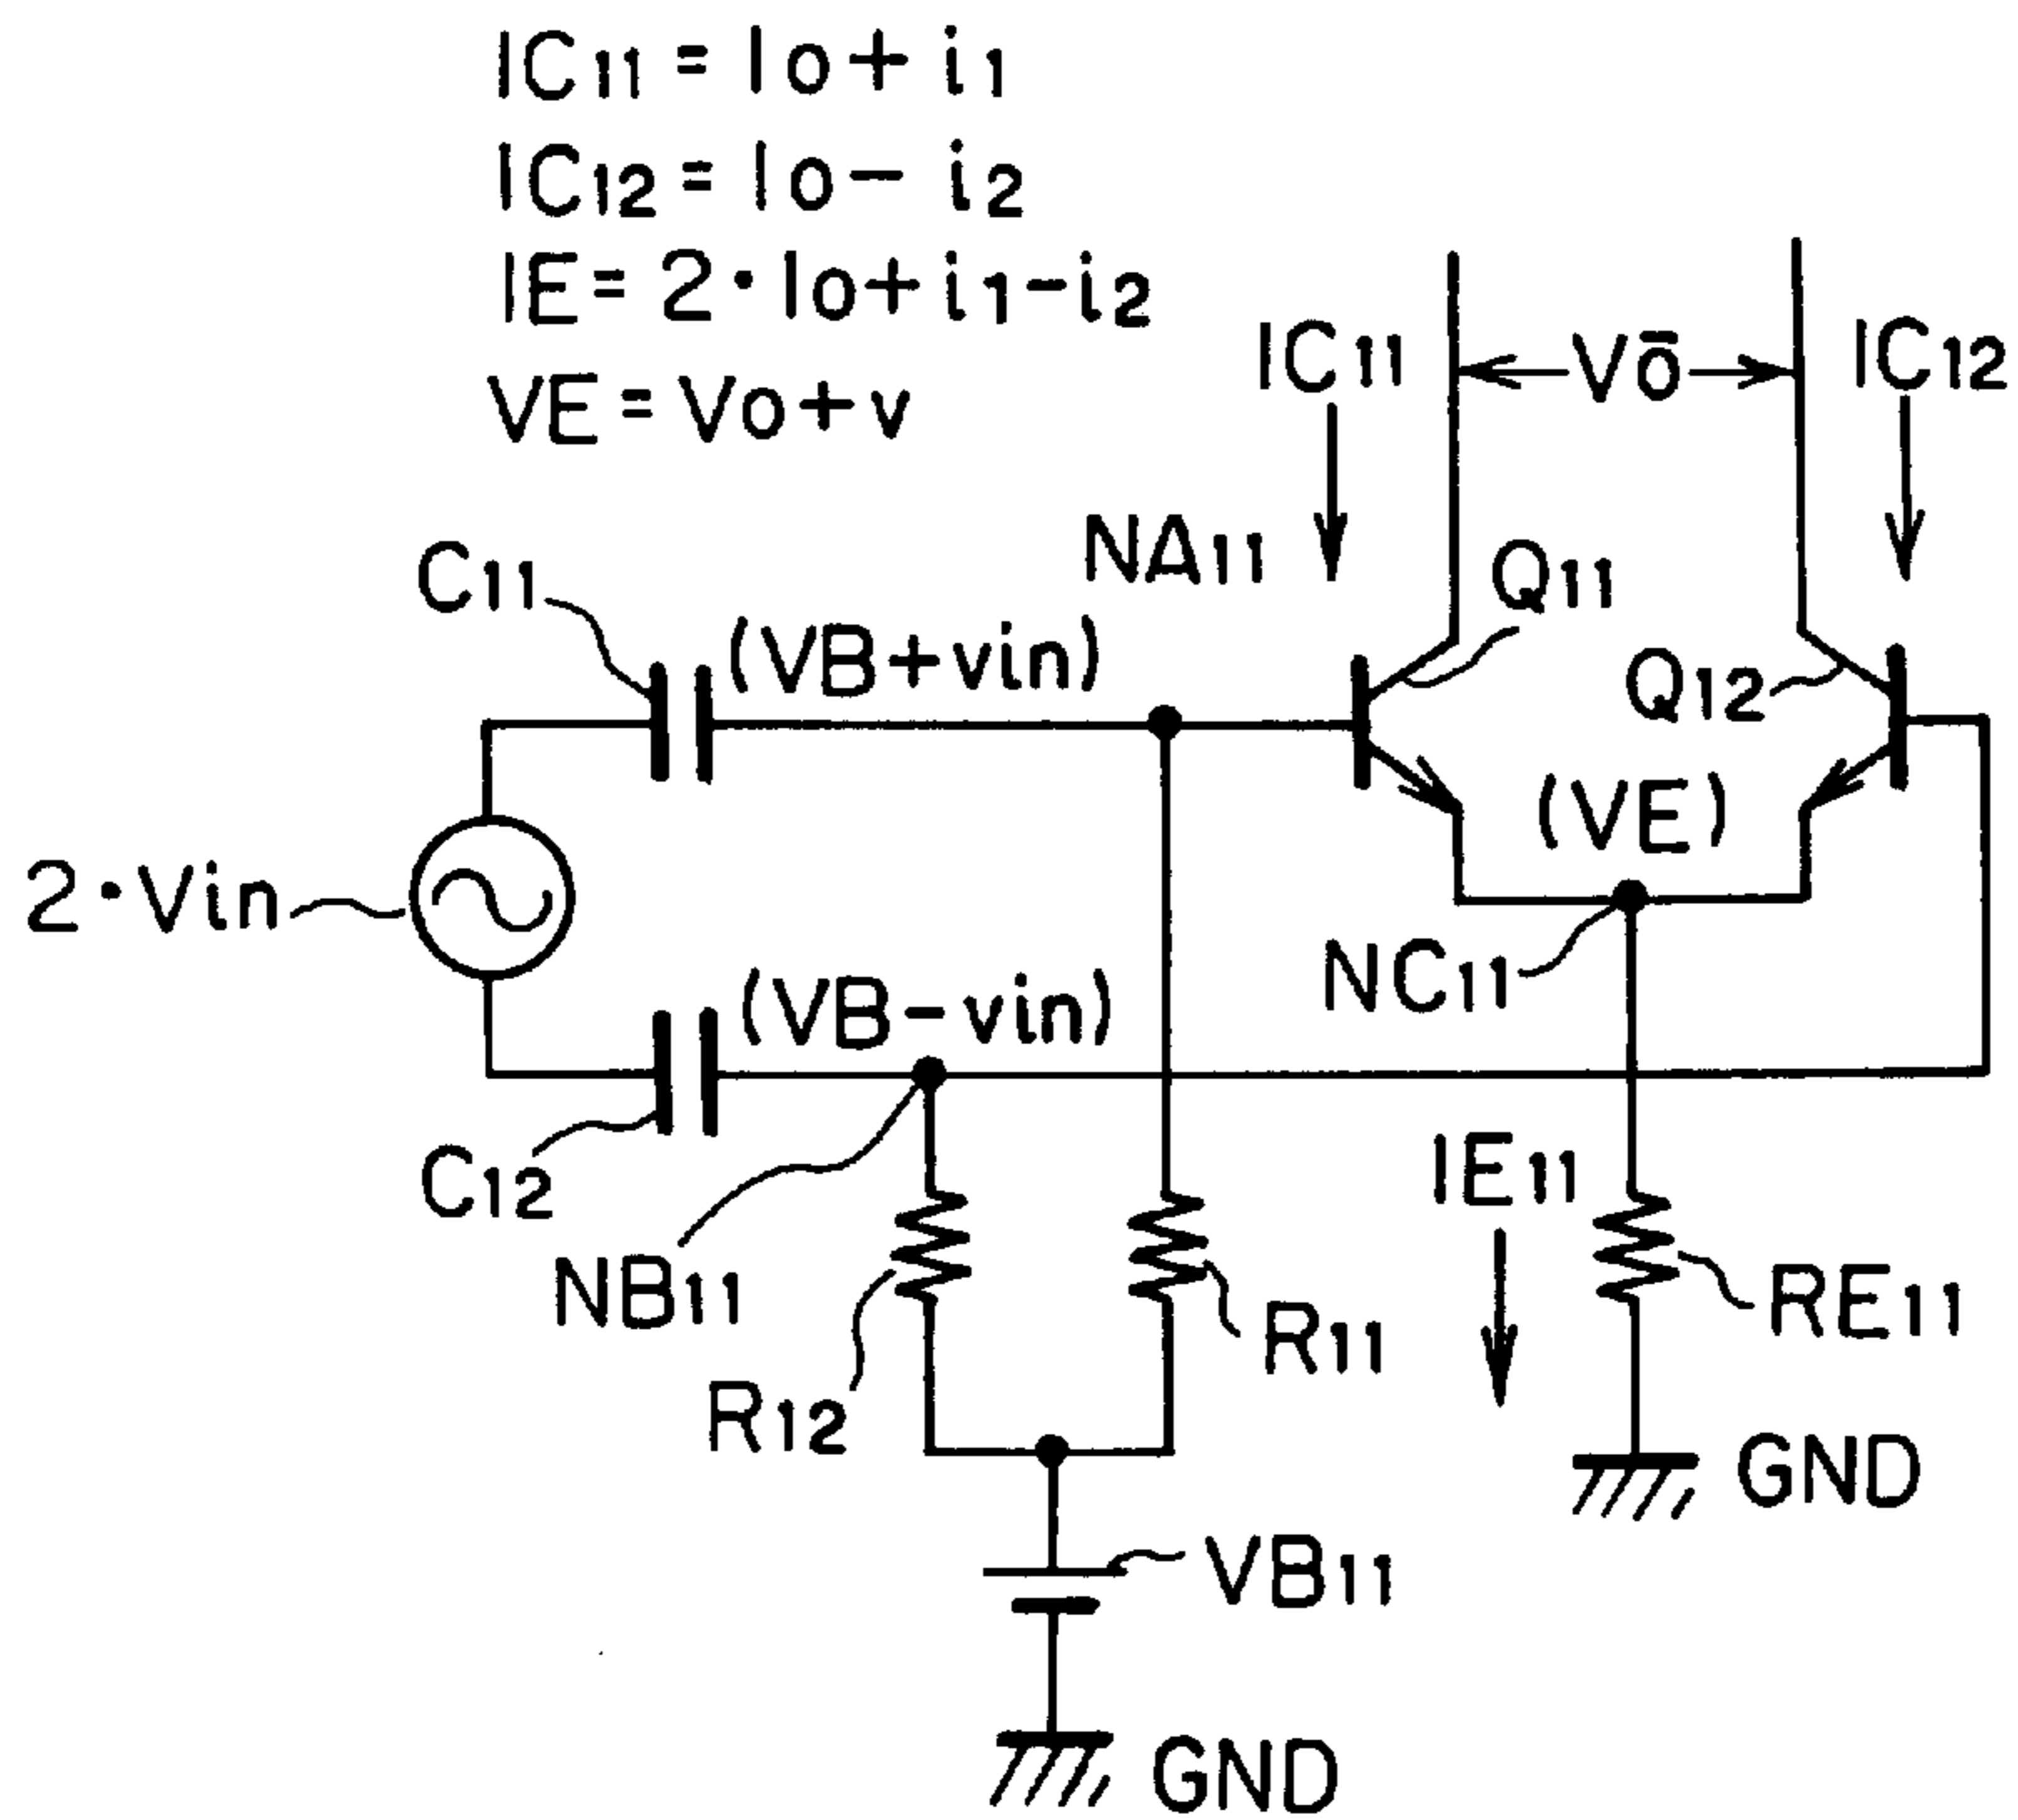 IC11 = Io + i1
IC12 = Io - i2
IE = 2・Io + i1 - i2
VE = Vo + v
IC11
Vō
IC12
NA11
C11
Q11
(VB+vin)
Q12
(VE)
2・Vin
NC11
(VB-vin)
C12
IE11
NB11
RE11
R11
R12
GND
VB11
GND